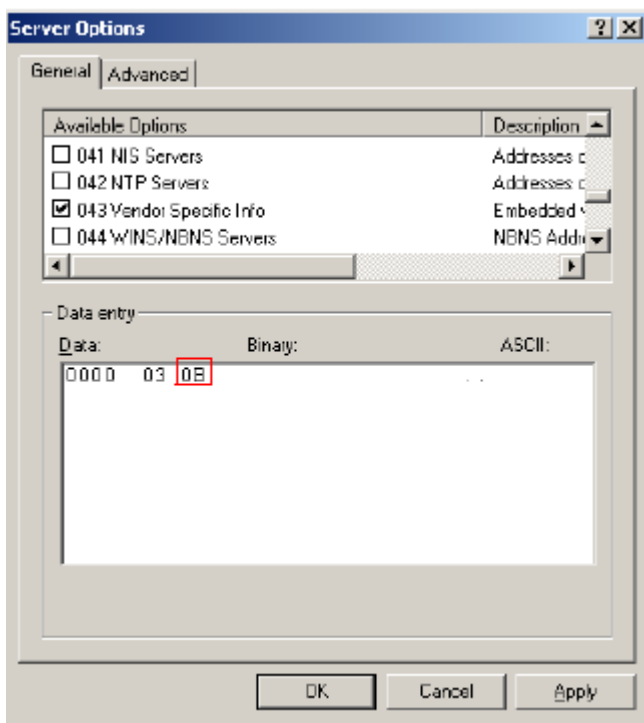 Server Options
General Advanced
Available Options Description
041 NIS Servers Addresses
042 NTP Servers Addresses
043 Vendor Specific Info Embedded
044 WINS/NBNS Servers NBNS
Data entry
Data: Binary: ASCII:
0000 03 0B . .
OK Cancel Apply